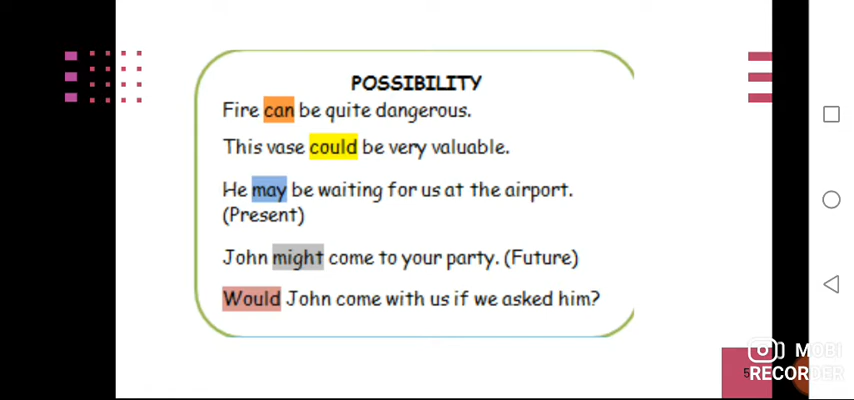 POSSIBILITY
Fire can be quite dangerous.
This vase could be very valuable.
He may be waiting for us at the airport.
(Present)
John might come to your party. (Future)
Would John come with us if we asked him?
5
MOBI
RECORDER